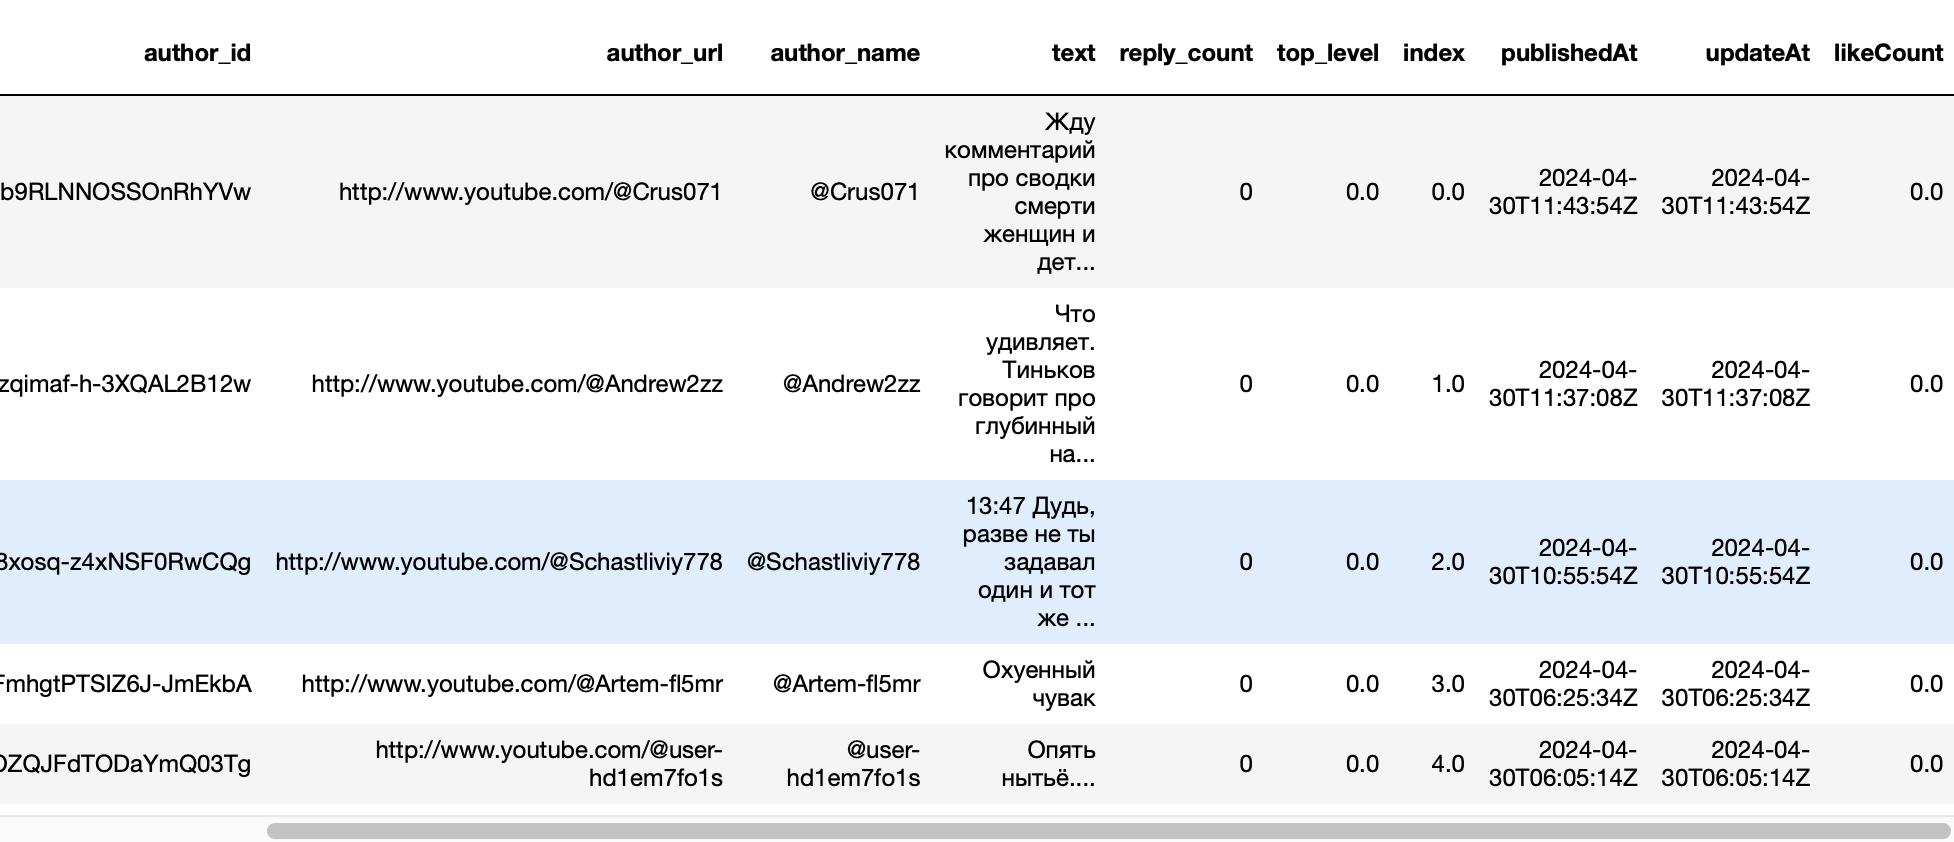 author_id author_url author_name text reply_count top_level index publishedAt updateAt likeCount
b9RLNNOSSOnRhYVw http://www.youtube.com/@Crus071 @Crus071 Жду
комментарий
про сводки
смерти
женщин и
дет... 0 0.0 0.0 2024-04-
30T11:43:54Z 2024-04-
30T11:43:54Z 0.0
zqimaf-h-3XQAL2B12w http://www.youtube.com/@Andrew2zz @Andrew2zz Что
удивляет.
Тиньков
говорит про
глубинный
на... 0 0.0 1.0 2024-04-
30T11:37:08Z 2024-04-
30T11:37:08Z 0.0
8xosq-z4xNSF0RwCQg http://www.youtube.com/@Schastliviy778 @Schastliviy778 13:47 Дудь,
разве не ты
задавал
один и тот
же ... 0 0.0 2.0 2024-04-
30T10:55:54Z 2024-04-
30T10:55:54Z 0.0
FmhgtPTSIZ6J-JmEkbA http://www.youtube.com/@Artem-fl5mr @Artem-fl5mr Охуенный
чувак 0 0.0 3.0 2024-04-
30T06:25:34Z 2024-04-
30T06:25:34Z 0.0
OZQJFdTODaYmQ03Tg http://www.youtube.com/@user-
hd1em7fo1s @user-
hd1em7fo1s Опять
нытьё.... 0 0.0 4.0 2024-04-
30T06:05:14Z 2024-04-
30T06:05:14Z 0.0